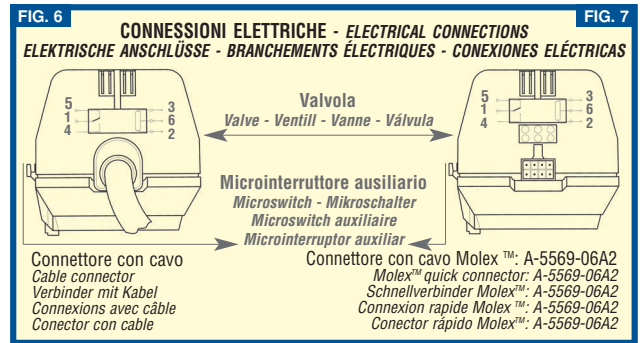 FIG. 6
FIG. 7
CONNESSIONI ELETTRICHE - ELECTRICAL CONNECTIONS
ELEKTRISCHE ANSCHLÜSSE - BRANCHEMENTS ÉLECTRIQUES - CONEXIONES ELÉCTRICAS
5
1
4
3
6
2
Valvola
Valve - Ventill - Vanne - Válvula
5
1
4
3
6
2
Microinterruttore ausiliario
Microswitch - Mikroschalter
Microswitch auxiliaire
Microinterruptor auxiliar
Connettore con cavo
Cable connector
Verbinder mit Kabel
Connexions avec câble
Conector con cable
Connettore con cavo Molex ™: A-5569-06A2
Molex™ quick connector: A-5569-06A2
Schnellverbinder Molex™: A-5569-06A2
Connexion rapide Molex™: A-5569-06A2
Conector rápido Molex™: A-5569-06A2